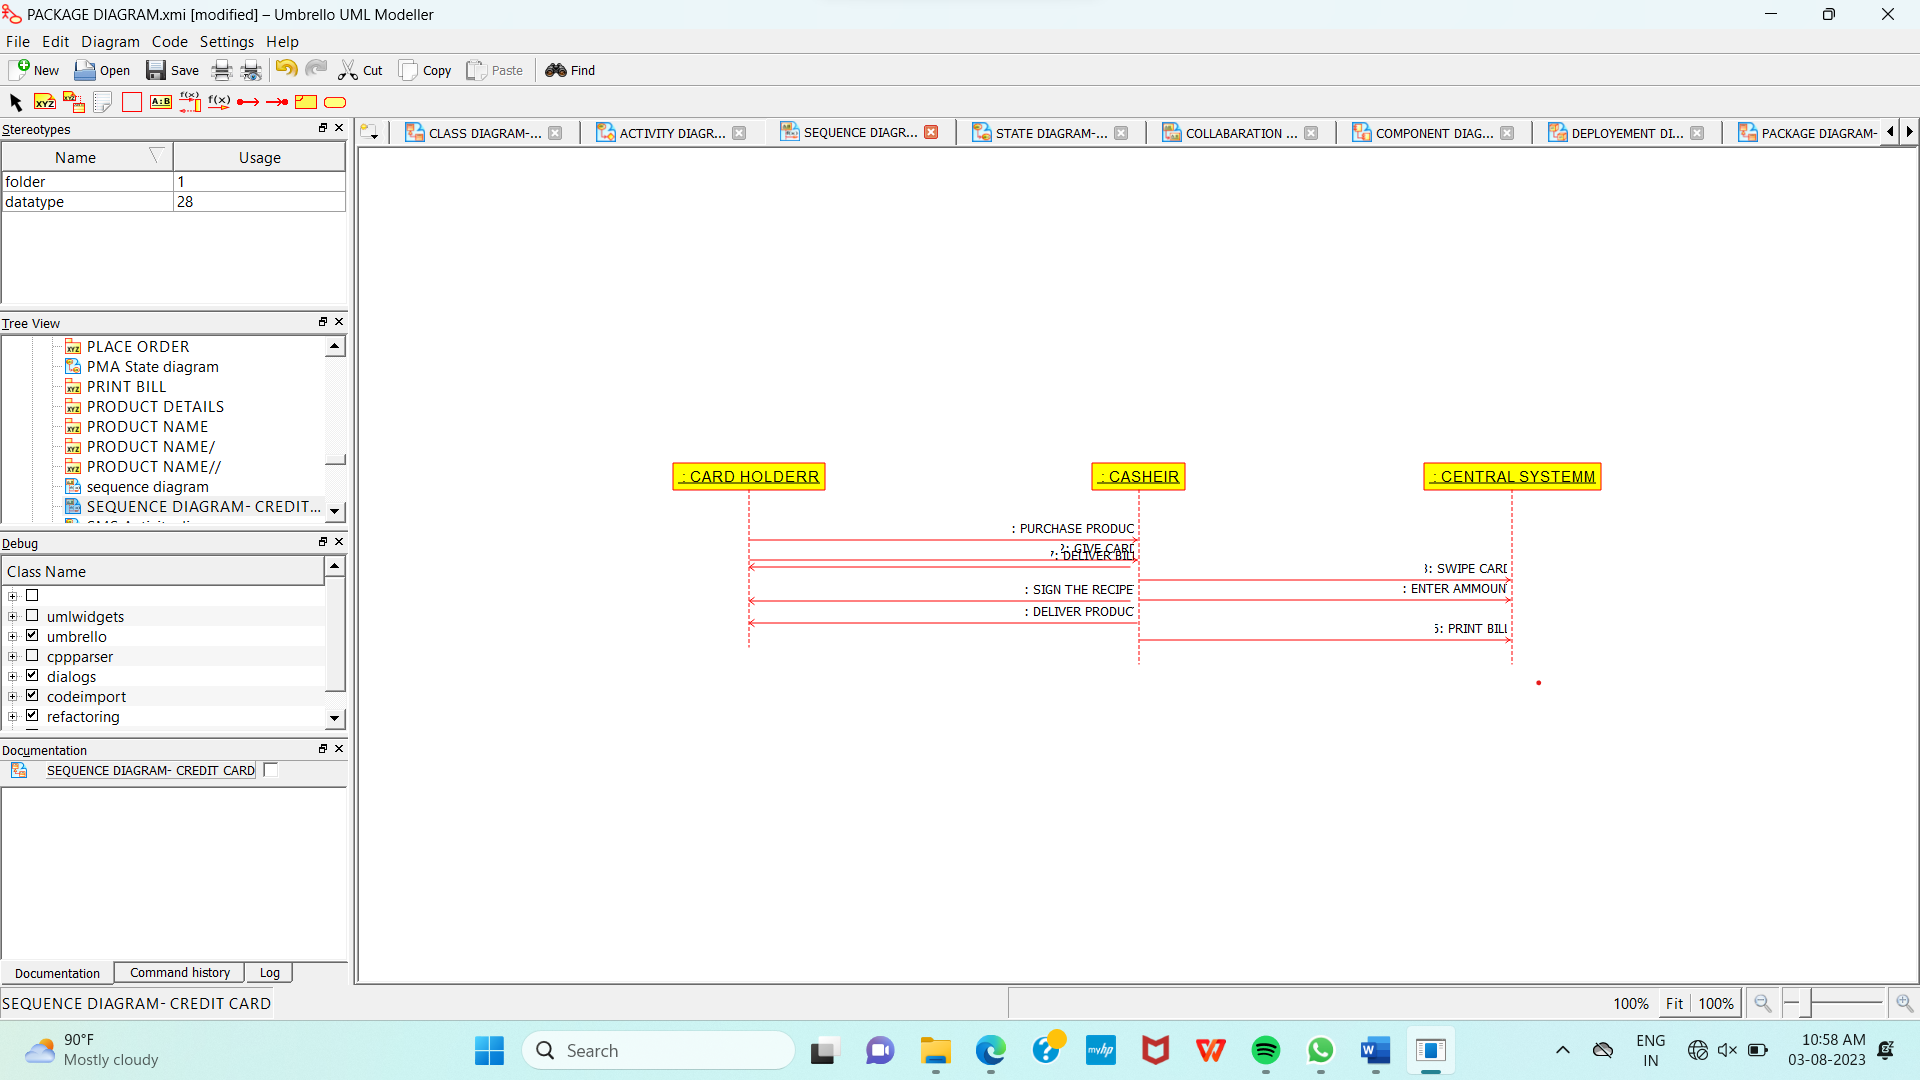 PACKAGE DIAGRAM.xmi [modified] – Umbrello UML Modeller
File Edit Diagram Code Settings Help
New Open Save Cut Copy Paste Find
XYZ A:B f(x) f(x)
Stereotypes
Name Usage
folder 1
datatype 28
Tree View
PLACE ORDER
PMA State diagram
PRINT BILL
PRODUCT DETAILS
PRODUCT NAME
PRODUCT NAME/
PRODUCT NAME//
sequence diagram
SEQUENCE DIAGRAM- CREDIT...
Debug
Class Name
umlwidgets
umbrello
cppparser
dialogs
codeimport
refactoring
Documentation
SEQUENCE DIAGRAM- CREDIT CARD
Documentation Command history Log
SEQUENCE DIAGRAM- CREDIT CARD
CLASS DIAGRAM-... ACTIVITY DIAGR... SEQUENCE DIAGR... STATE DIAGRAM-... COLLABARATION ... COMPONENT DIAG... DEPLOYEMENT DI... PACKAGE DIAGRAM-
: CARD HOLDERR : CASHEIR : CENTRAL SYSTEMM
: PURCHASE PRODUC
: GIVE CARD
7: DELIVER BILL
: SWIPE CARD
: SIGN THE RECIPE : ENTER AMMOUN
: DELIVER PRODUC
5: PRINT BILL
100% Fit 100%
90°F
Mostly cloudy
Search
myhp
ENG
IN
10:58 AM
03-08-2023